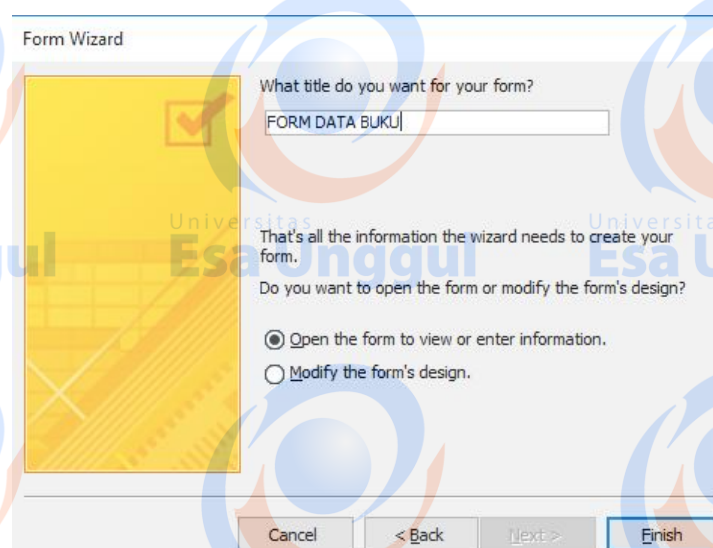 Form Wizard
What title do you want for your form?
FORM DATA BUKU
Universitas
Esa Unggul
Universita
Esa U
gul
That's all the information the wizard needs to create your
form.
Do you want to open the form or modify the form's design?
Open the form to view or enter information.
Modify the form's design.
Cancel
< Back
Next >
Finish